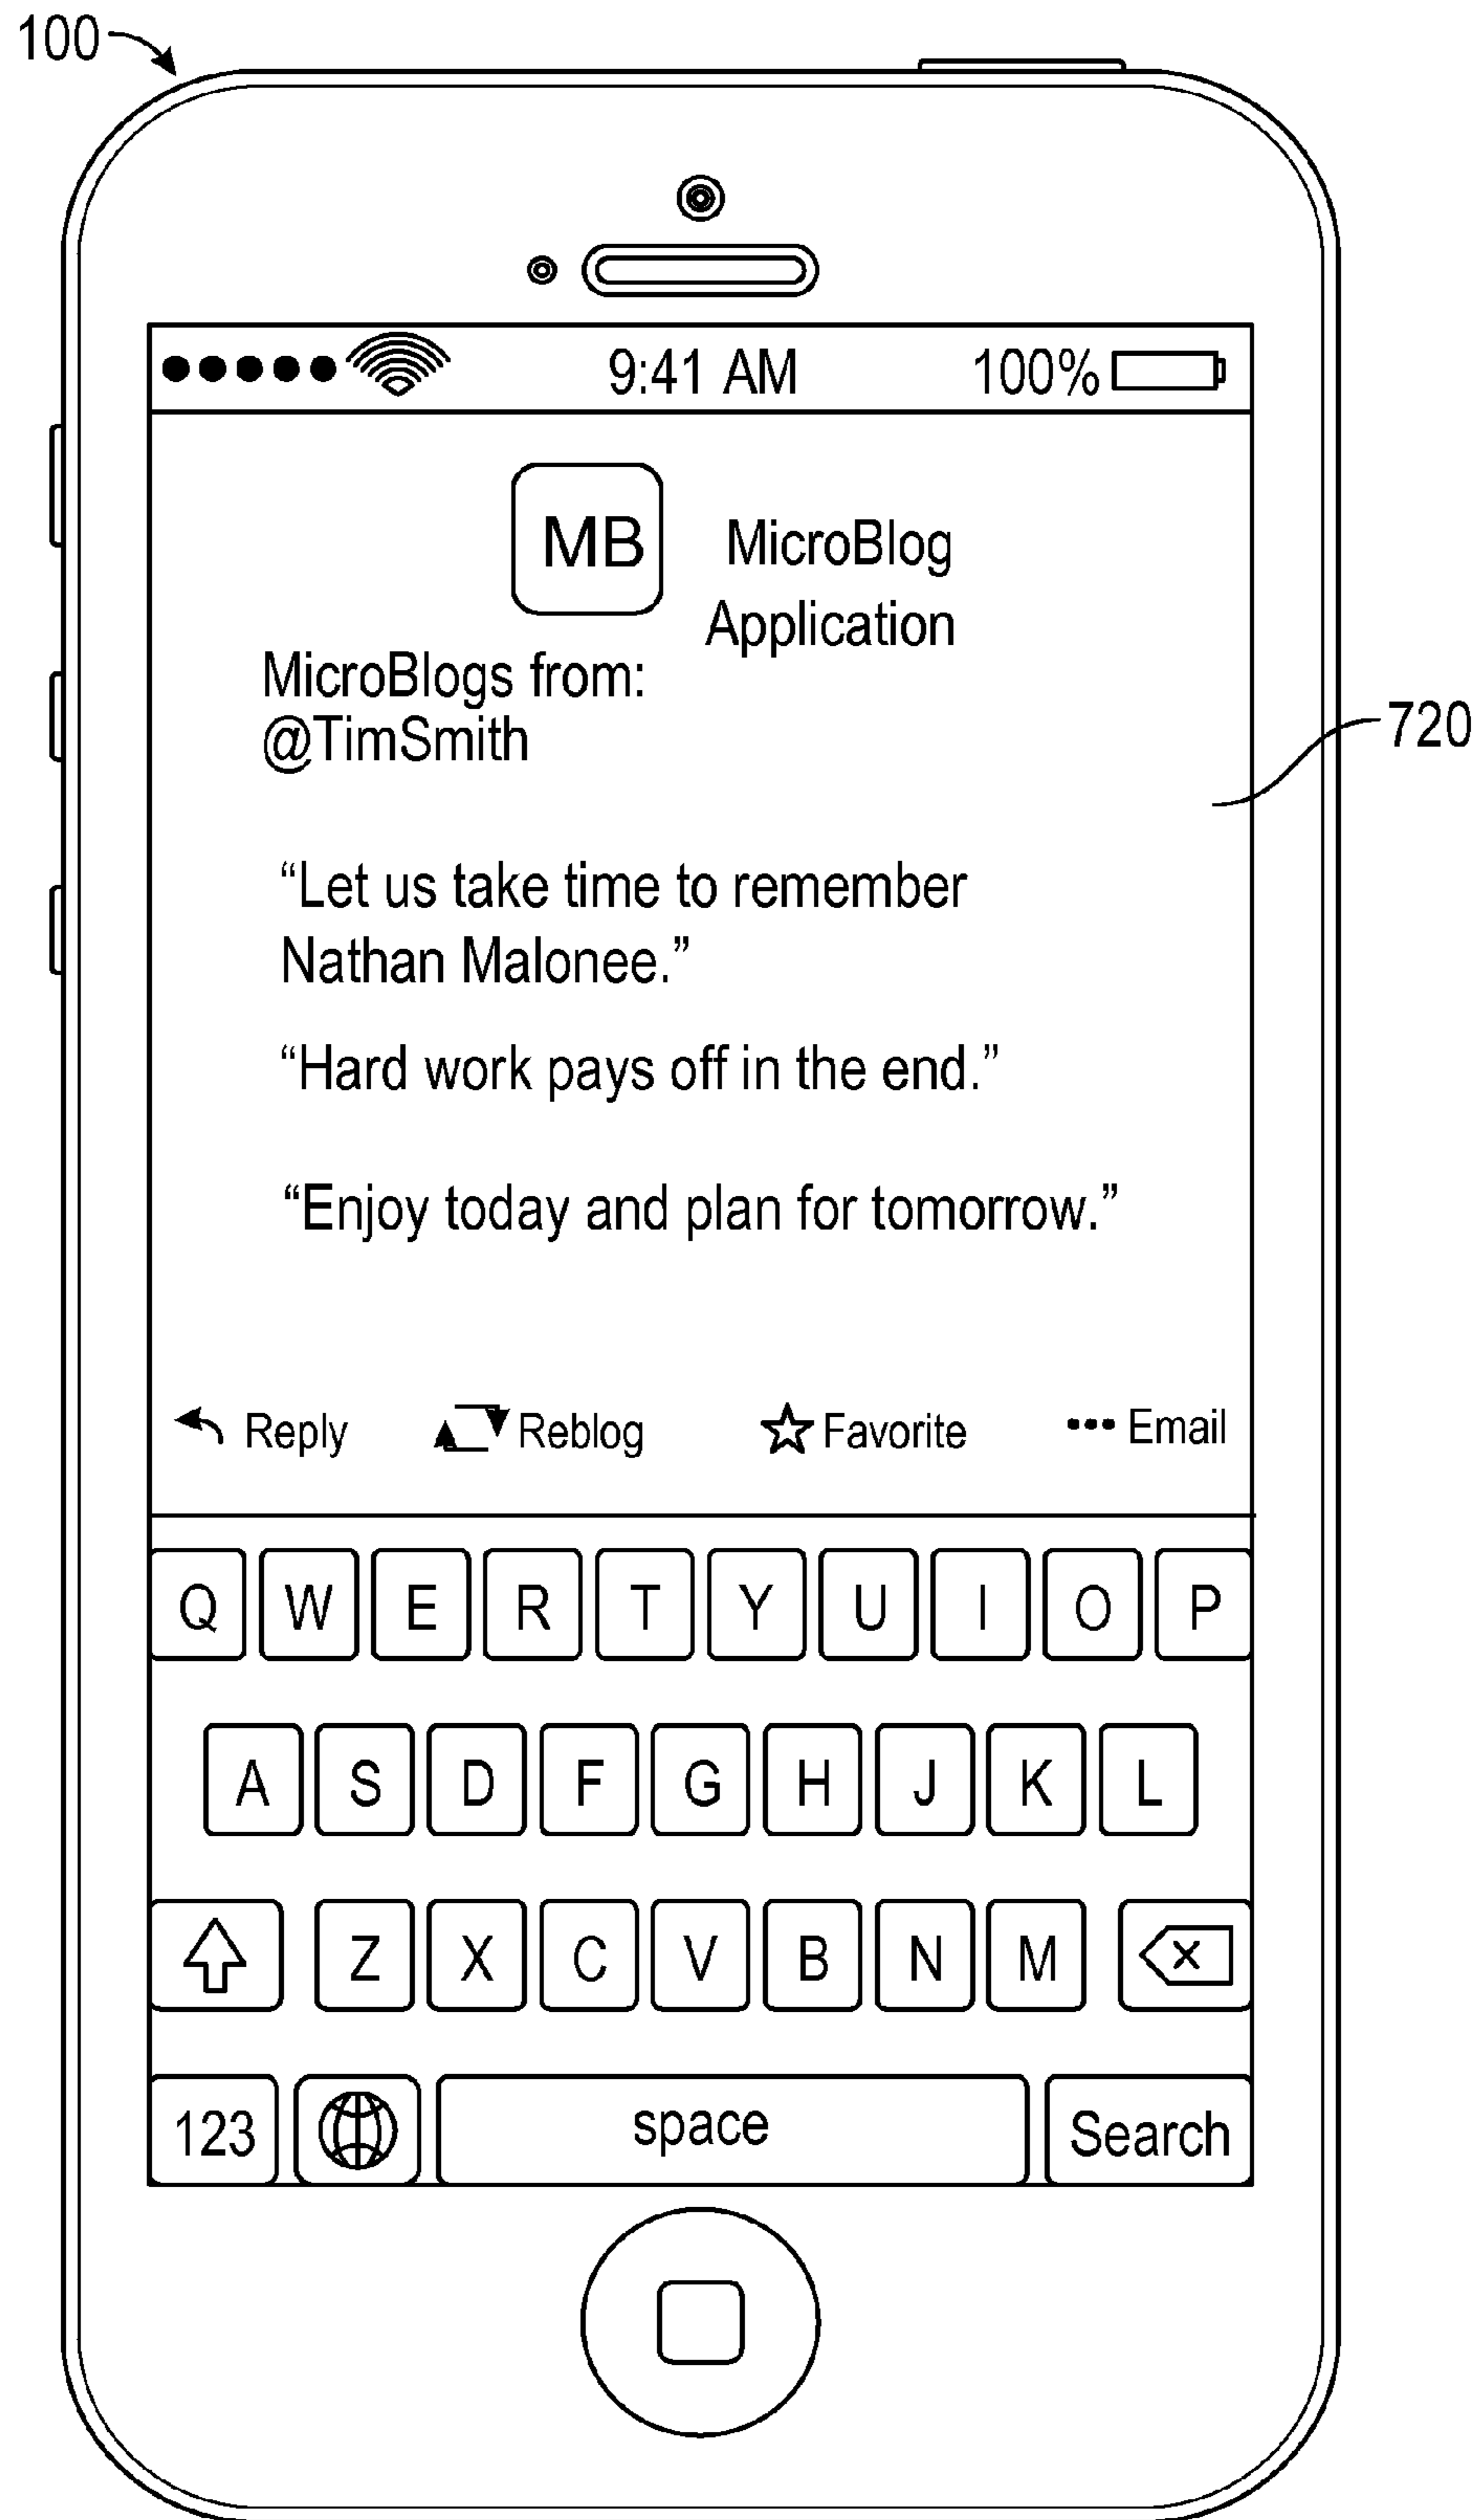 100
9:41 AM 100%
MB MicroBlog
Application
MicroBlogs from:
@TimSmith
720
“Let us take time to remember
Nathan Malonee.”
“Hard work pays off in the end.”
“Enjoy today and plan for tomorrow.”
Reply Reblog Favorite Email
Q W E R T Y U I O P
A S D F G H J K L
Z X C V B N M
123 space Search